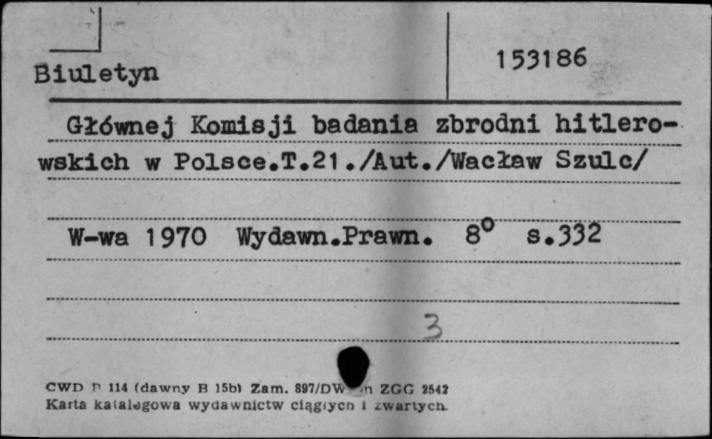 153186
Biuletyn
Głównej Komisji badania zbrodni hitlero-
wskich w Polsce.T.21./Aut./Wacław Szulc/
W-wa 1970 Wydawn.Prawn. 8° s.332
3
CWD P 114 (dawny B 15b) Zam. 897/DW ZGG 2542
Karta katalogowa wydawnictw ciągłych i zwartych.